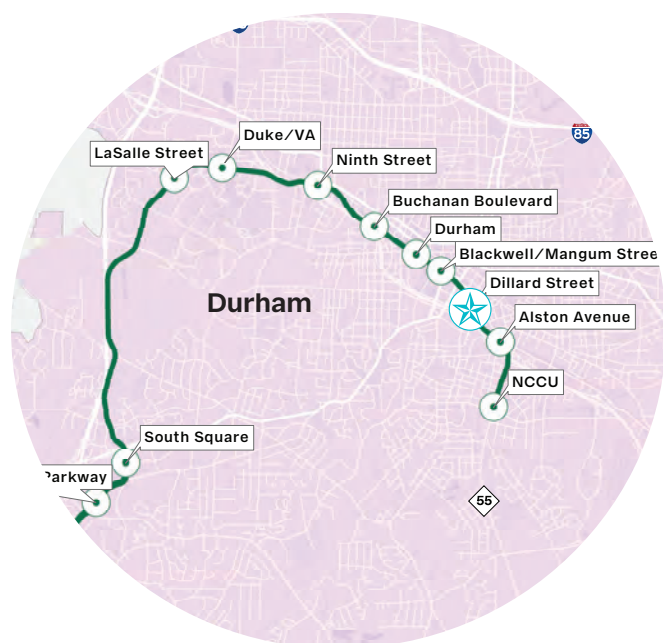 85
Duke/VA
LaSalle Street
Ninth Street
Buchanan Boulevard
Durham
Blackwell/Mangum Stree
Dillard Street
Durham
Alston Avenue
NCCU
South Square
Parkway
55